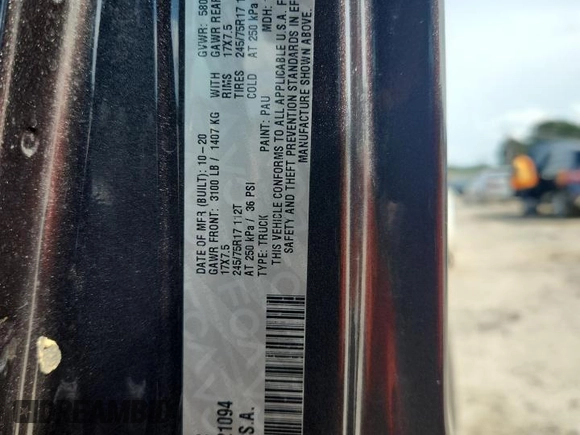 DATE OF MFR (BUILT): 10-20 GVWR: 580
GAWR FRONT: 3100 LB / 1407 KG WITH GAWR REAR
17X7.5 RIMS 17X7.5
245/75R17 112T TIRES 245/75R17
AT 250 kPa / 36 PSI COLD AT 250 kPa
TYPE: TRUCK PAINT: PAU MDH:
THIS VEHICLE CONFORMS TO ALL APPLICABLE U.S.A. F
SAFETY AND THEFT PREVENTION STANDARDS IN EF
MANUFACTURE SHOWN ABOVE.
1094
S.A.